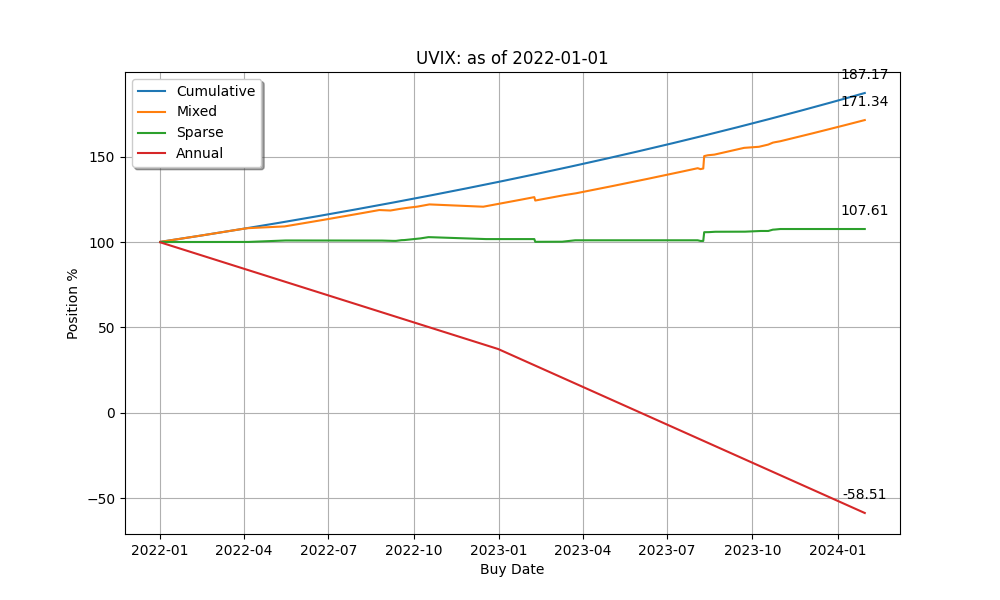 UVIX: as of 2022-01-01
Cumulative
Mixed
Sparse
Annual
187.17
171.34
107.61
-58.51
150
100
50
0
−50
Position %
2022-01
2022-04
2022-07
2022-10
2023-01
2023-04
2023-07
2023-10
2024-01
Buy Date